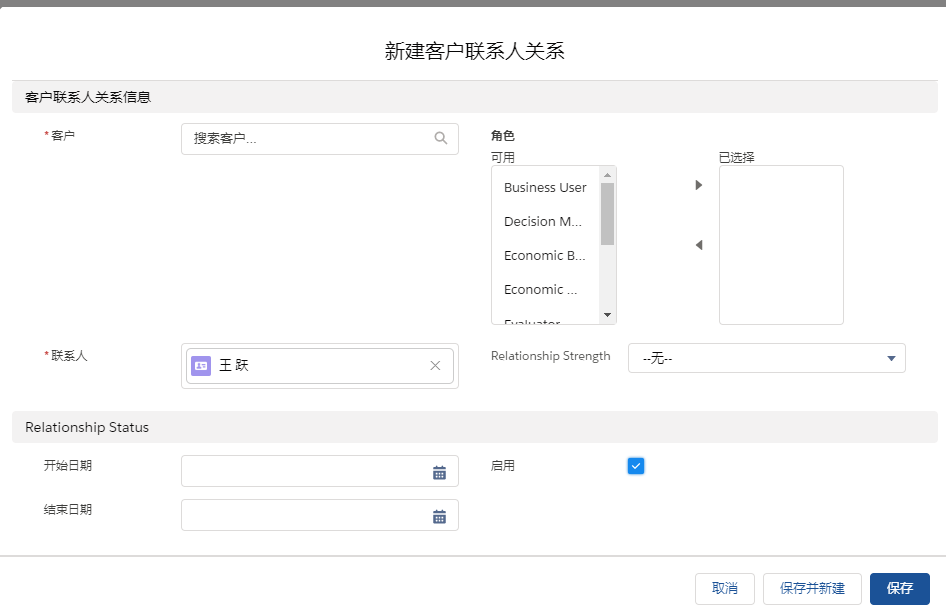 新建客户联系人关系
客户联系人关系信息
*客户
搜索客户...
角色
可用
已选择
Business User
Decision M...
Economic B...
Economic ...
Evaluator
*联系人
王 跃
Relationship Strength
--无--
Relationship Status
开始日期
启用
结束日期
取消
保存并新建
保存